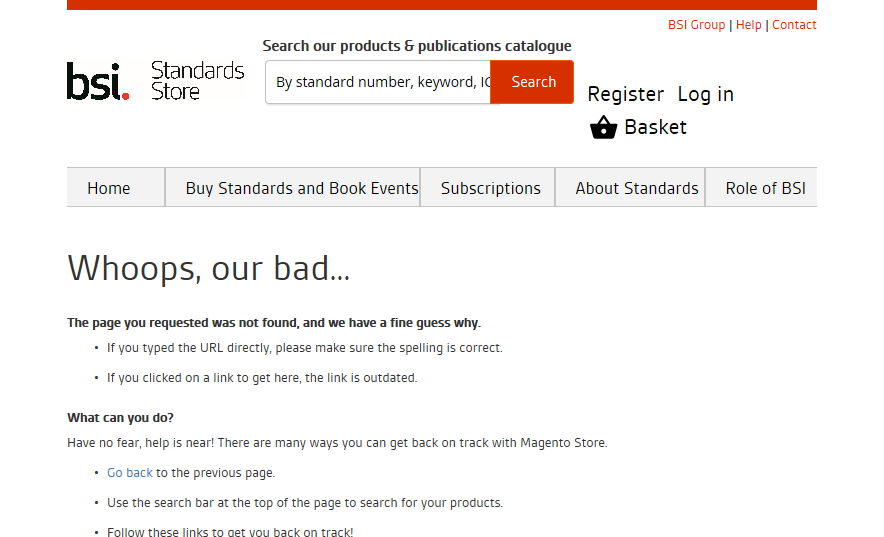 BSI Group | Help | Contact
Search our products & publications catalogue
bsi. Standards Store
By standard number, keyword, IC
Search
Register Log in
Basket
Home Buy Standards and Book Events Subscriptions About Standards Role of BSI
Whoops, our bad...
The page you requested was not found, and we have a fine guess why.
• If you typed the URL directly, please make sure the spelling is correct.
• If you clicked on a link to get here, the link is outdated.
What can you do?
Have no fear, help is near! There are many ways you can get back on track with Magento Store.
• Go back to the previous page.
• Use the search bar at the top of the page to search for your products.
• Follow these links to get you back on track!